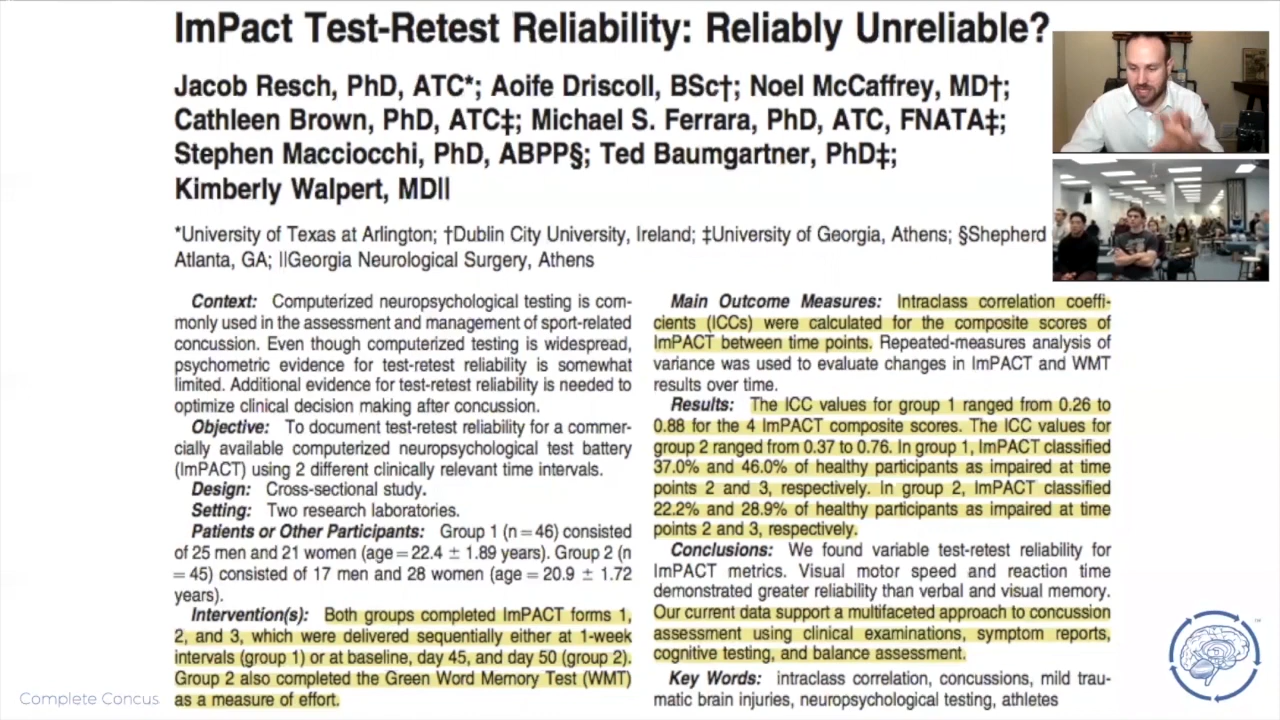 ImPact Test-Retest Reliability: Reliably Unreliable?
Jacob Resch, PhD, ATC*; Aoife Driscoll, BSc†; Noel McCaffrey, MD†;
Cathleen Brown, PhD, ATC‡; Michael S. Ferrara, PhD, ATC, FNATA‡;
Stephen Macciocchi, PhD, ABPP§; Ted Baumgartner, PhD‡;
Kimberly Walpert, MD||
*University of Texas at Arlington; †Dublin City University, Ireland; ‡University of Georgia, Athens; §Shepherd
Atlanta, GA; ||Georgia Neurological Surgery, Athens
Context: Computerized neuropsychological testing is com-
monly used in the assessment and management of sport-related
concussion. Even though computerized testing is widespread,
psychometric evidence for test-retest reliability is somewhat
limited. Additional evidence for test-retest reliability is needed to
optimize clinical decision making after concussion.
Objective: To document test-retest reliability for a commer-
cially available computerized neuropsychological test battery
(ImPACT) using 2 different clinically relevant time intervals.
Design: Cross-sectional study.
Setting: Two research laboratories.
Patients or Other Participants: Group 1 (n = 46) consisted
of 25 men and 21 women (age = 22.4 ± 1.89 years). Group 2 (n
= 45) consisted of 17 men and 28 women (age = 20.9 ± 1.72
years).
Intervention(s): Both groups completed ImPACT forms 1,
2, and 3, which were delivered sequentially either at 1-week
intervals (group 1) or at baseline, day 45, and day 50 (group 2).
Group 2 also completed the Green Word Memory Test (WMT)
as a measure of effort.
Main Outcome Measures: Intraclass correlation coeffi-
cients (ICCs) were calculated for the composite scores of
ImPACT between time points. Repeated-measures analysis of
variance was used to evaluate changes in ImPACT and WMT
results over time.
Results: The ICC values for group 1 ranged from 0.26 to
0.88 for the 4 ImPACT composite scores. The ICC values for
group 2 ranged from 0.37 to 0.76. In group 1, ImPACT classified
37.0% and 46.0% of healthy participants as impaired at time
points 2 and 3, respectively. In group 2, ImPACT classified
22.2% and 28.9% of healthy participants as impaired at time
points 2 and 3, respectively.
Conclusions: We found variable test-retest reliability for
ImPACT metrics. Visual motor speed and reaction time
demonstrated greater reliability than verbal and visual memory.
Our current data support a multifaceted approach to concussion
assessment using clinical examinations, symptom reports,
cognitive testing, and balance assessment.
Key Words: intraclass correlation, concussions, mild trau-
matic brain injuries, neuropsychological testing, athletes
Complete Concus